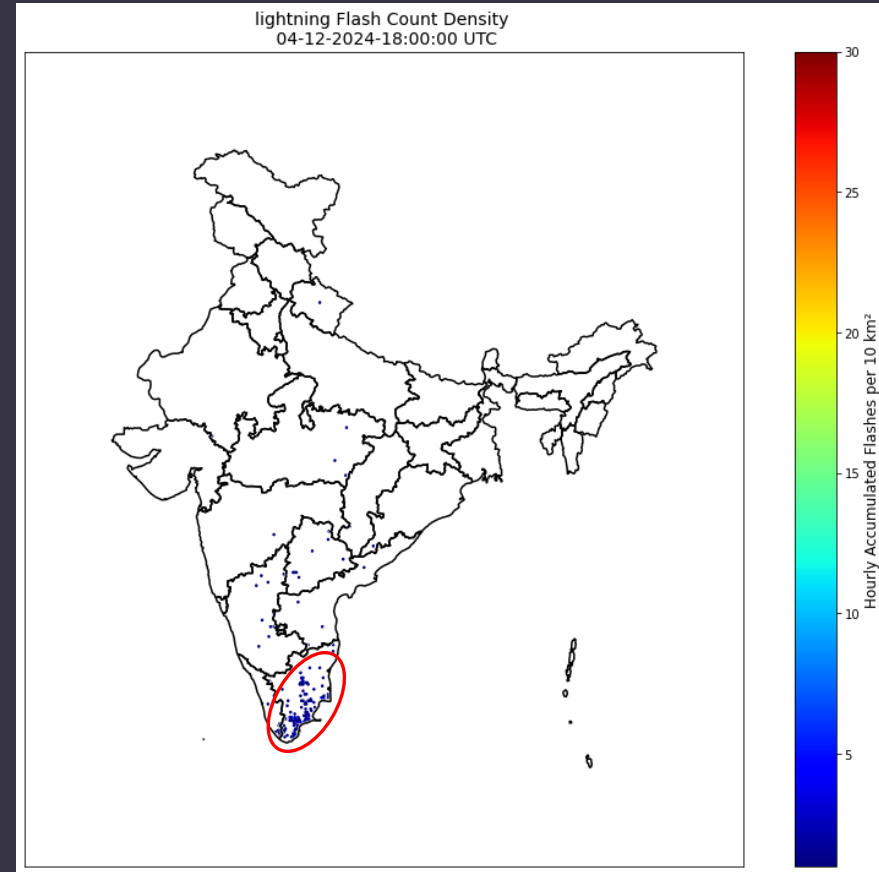 lightning Flash Count Density
04-12-2024-18:00:00 UTC
30
25
20
15
10
5
Hourly Accumulated Flashes per 10 km²